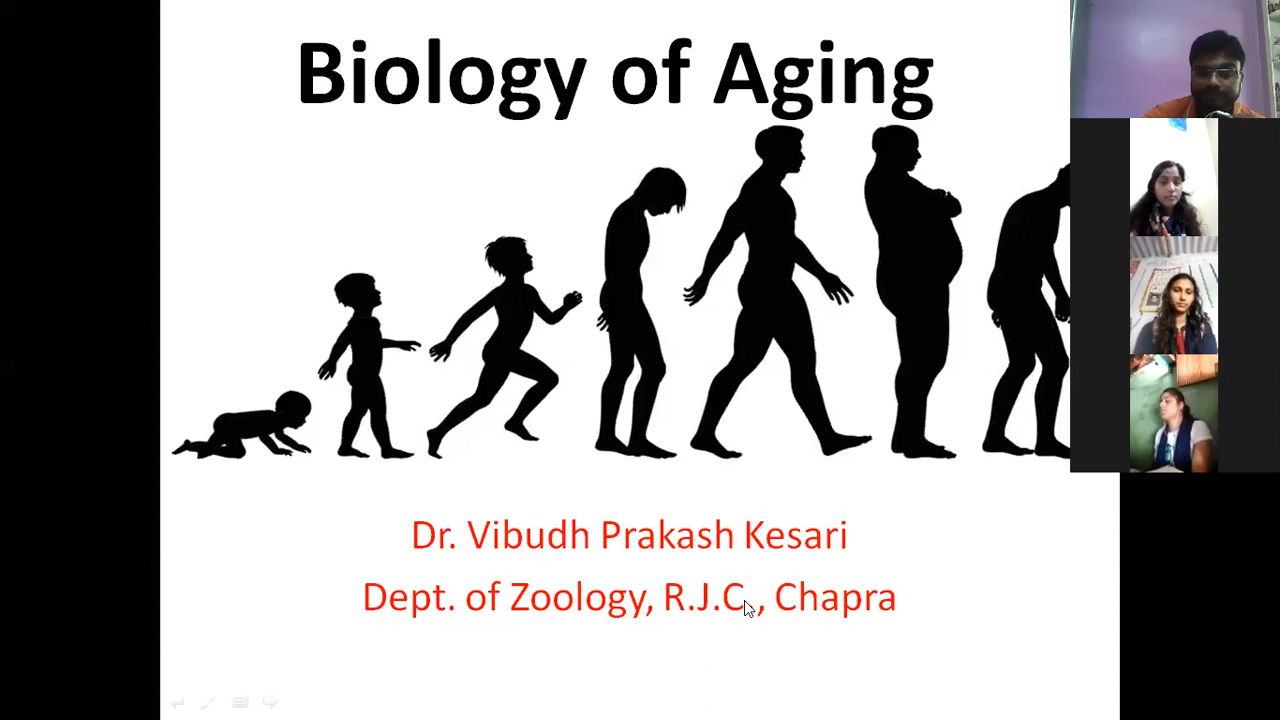 Biology of Aging
Dr. Vibudh Prakash Kesari
Dept. of Zoology, R.J.C., Chapra